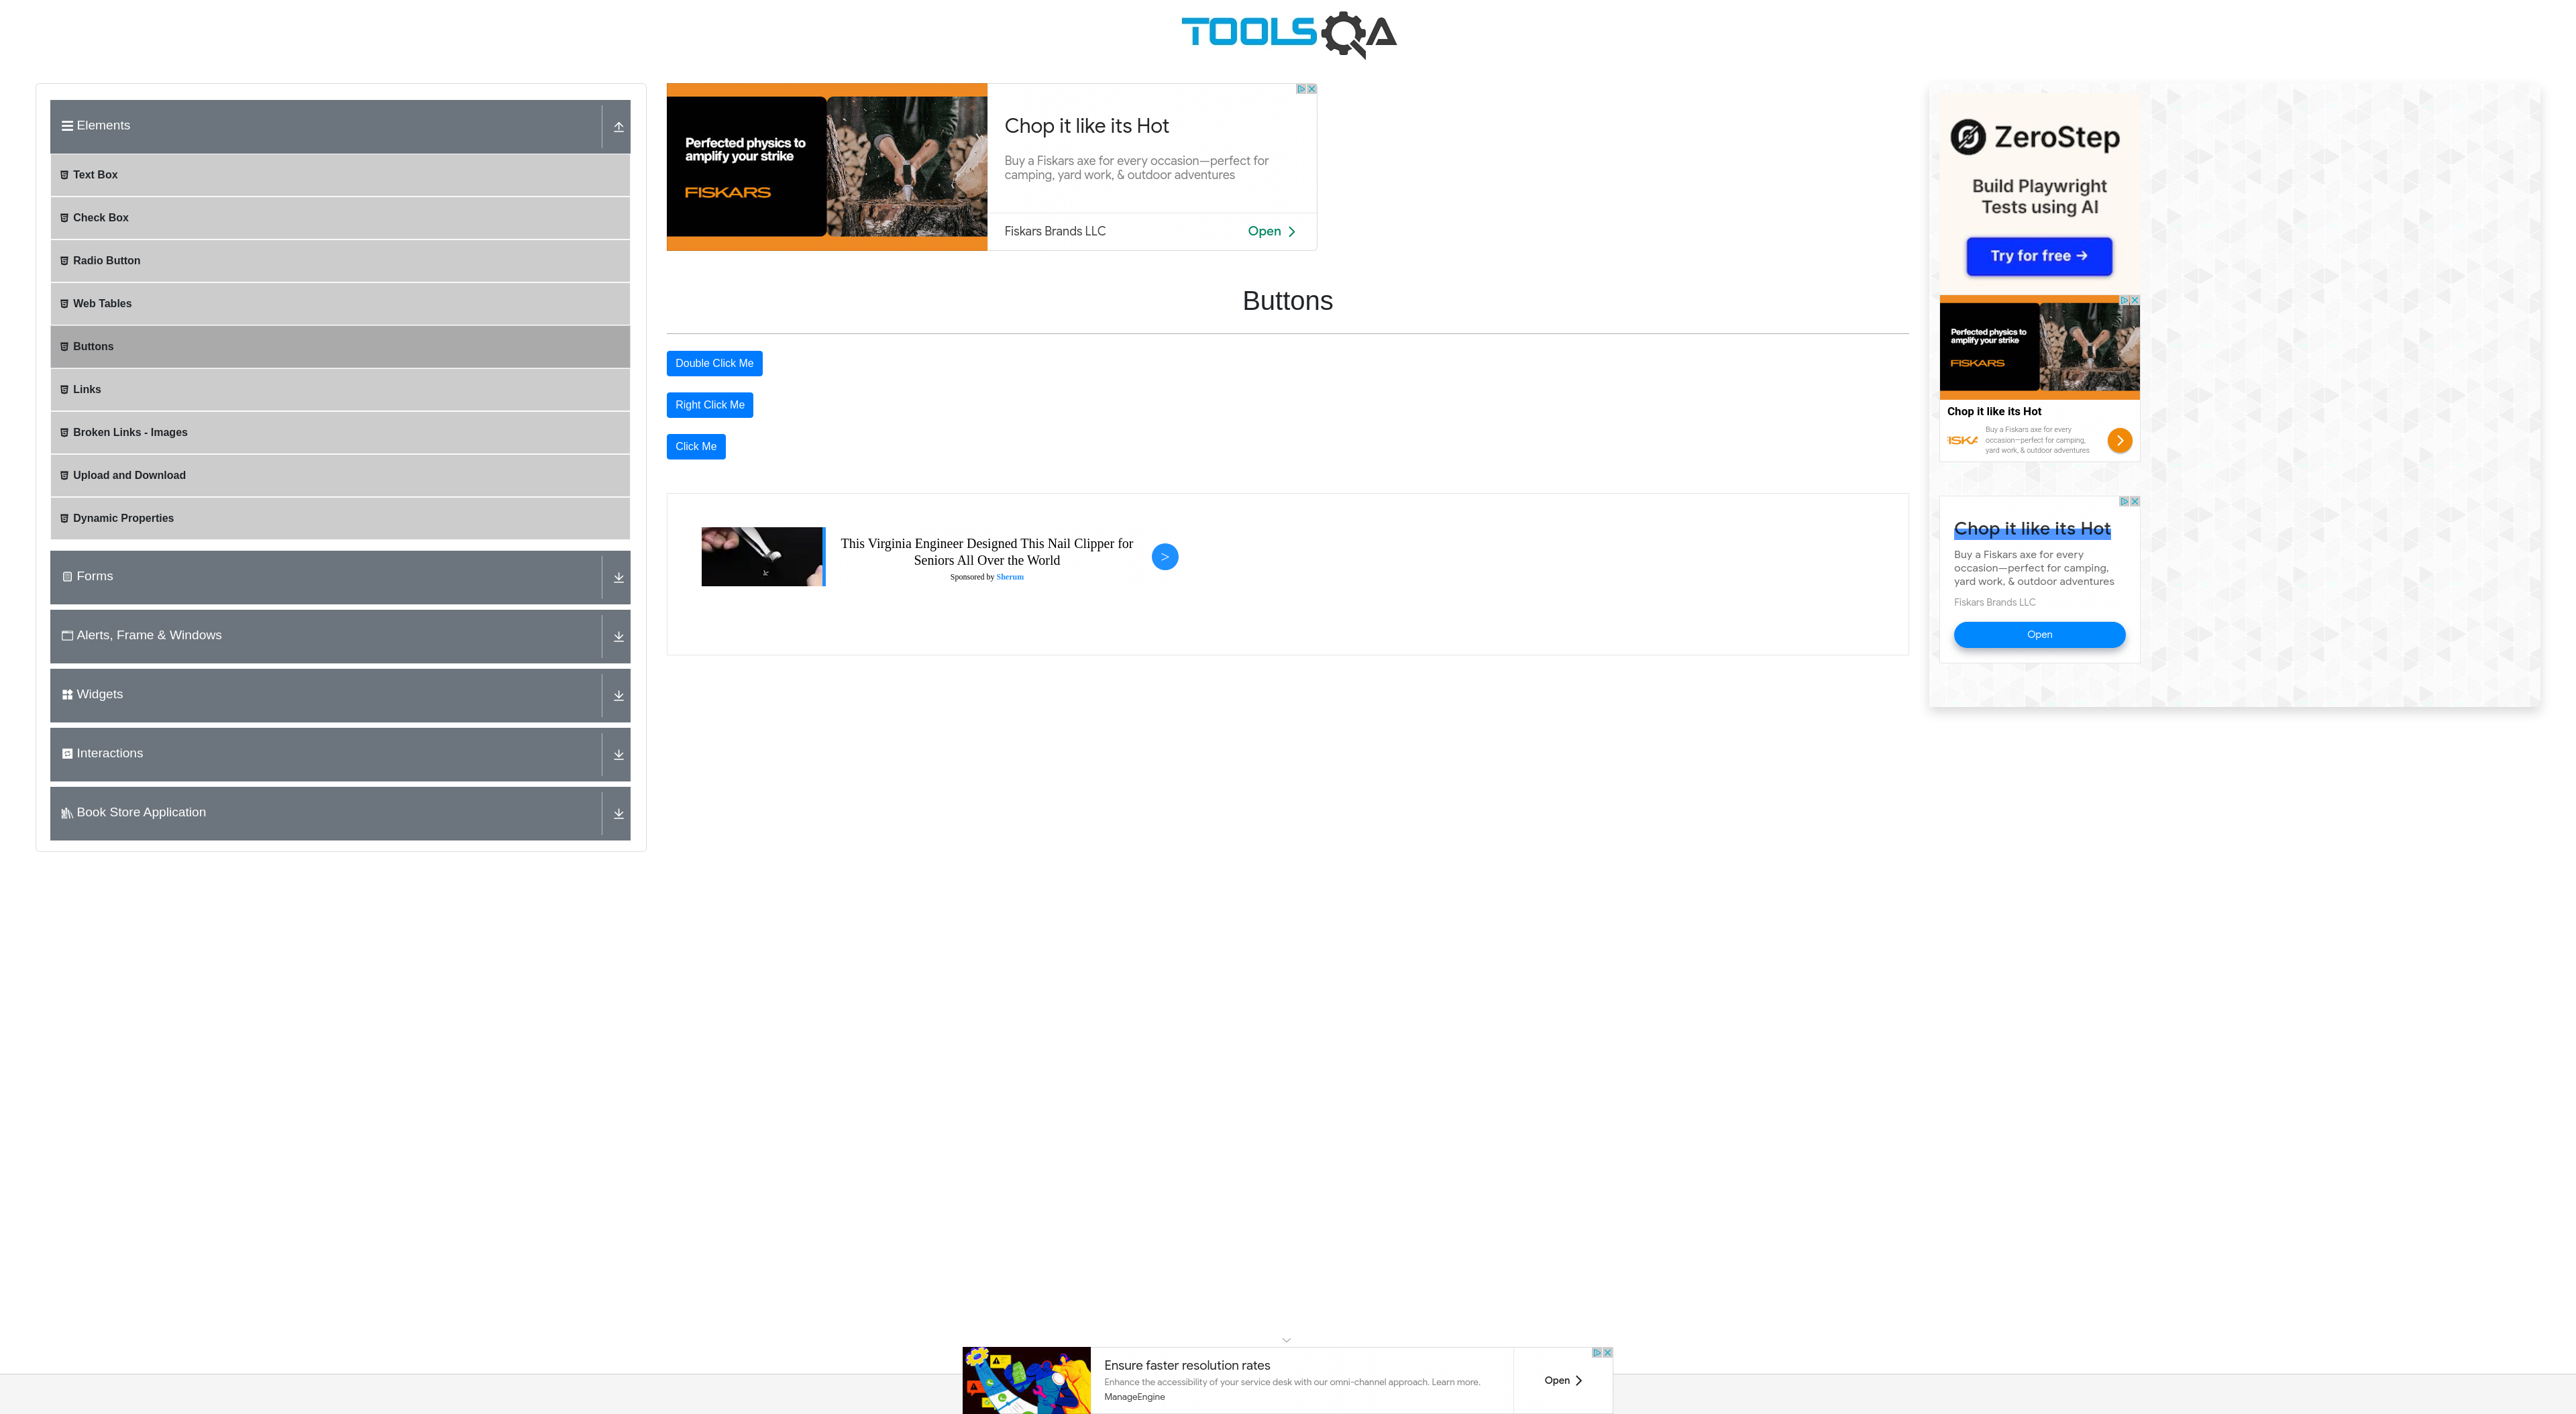 TOOLSQA
Elements
Text Box
Check Box
Radio Button
Web Tables
Buttons
Links
Broken Links - Images
Upload and Download
Dynamic Properties
Forms
Alerts, Frame & Windows
Widgets
Interactions
Book Store Application
Perfected physics to
amplify your strike
FISKARS
Chop it like its Hot
Buy a Fiskars axe for every occasion—perfect for
camping, yard work, & outdoor adventures
Fiskars Brands LLC
Open
Buttons
Double Click Me
Right Click Me
Click Me
This Virginia Engineer Designed This Nail Clipper for
Seniors All Over the World
Sponsored by Sherum
>
ZeroStep
Build Playwright
Tests using AI
Try for free →
Perfected physics to
amplify your strike
FISKARS
Chop it like its Hot
ISKA
Buy a Fiskars axe for every
occasion—perfect for camping,
yard work, & outdoor adventures
Chop it like its Hot
Buy a Fiskars axe for every
occasion—perfect for camping,
yard work, & outdoor adventures
Fiskars Brands LLC
Open
Ensure faster resolution rates
Enhance the accessibility of your service desk with our omni-channel approach. Learn more.
ManageEngine
Open